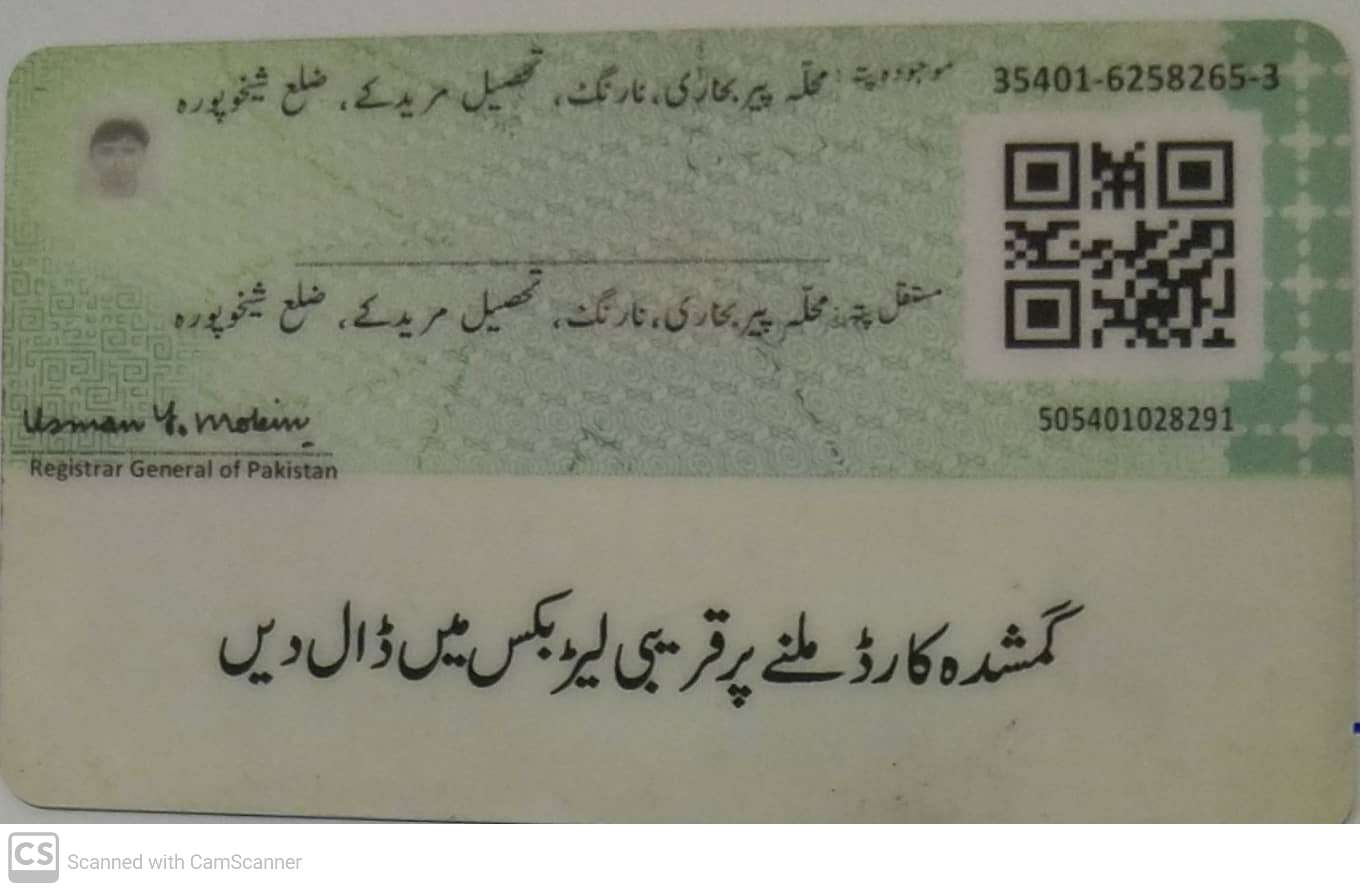 موجودہ پتہ: محلہ پیر بخاری، نارنگ، تحصیل مریدکے، ضلع شیخوپورہ
35401-6258265-3
مستقل پتہ: محلہ پیر بخاری، نارنگ، تحصیل مریدکے، ضلع شیخوپورہ
505401028291
Usman Y. Mobin
Registrar General of Pakistan
گمشدہ کارڈ ملنے پر قریبی لیٹر بکس میں ڈال دیں
CS Scanned with CamScanner